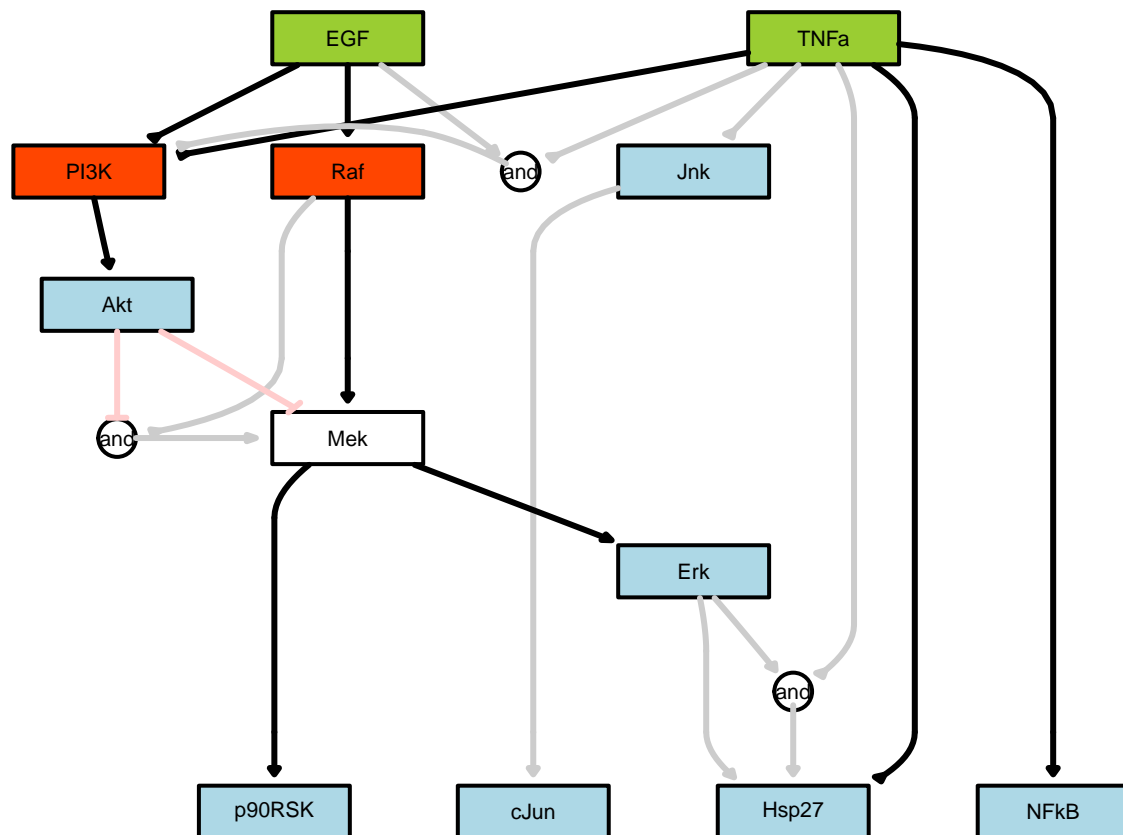 EGF
TNFa
PI3K
Raf
and
Jnk
Akt
and
Mek
Erk
and
p90RSK
cJun
Hsp27
NFkB